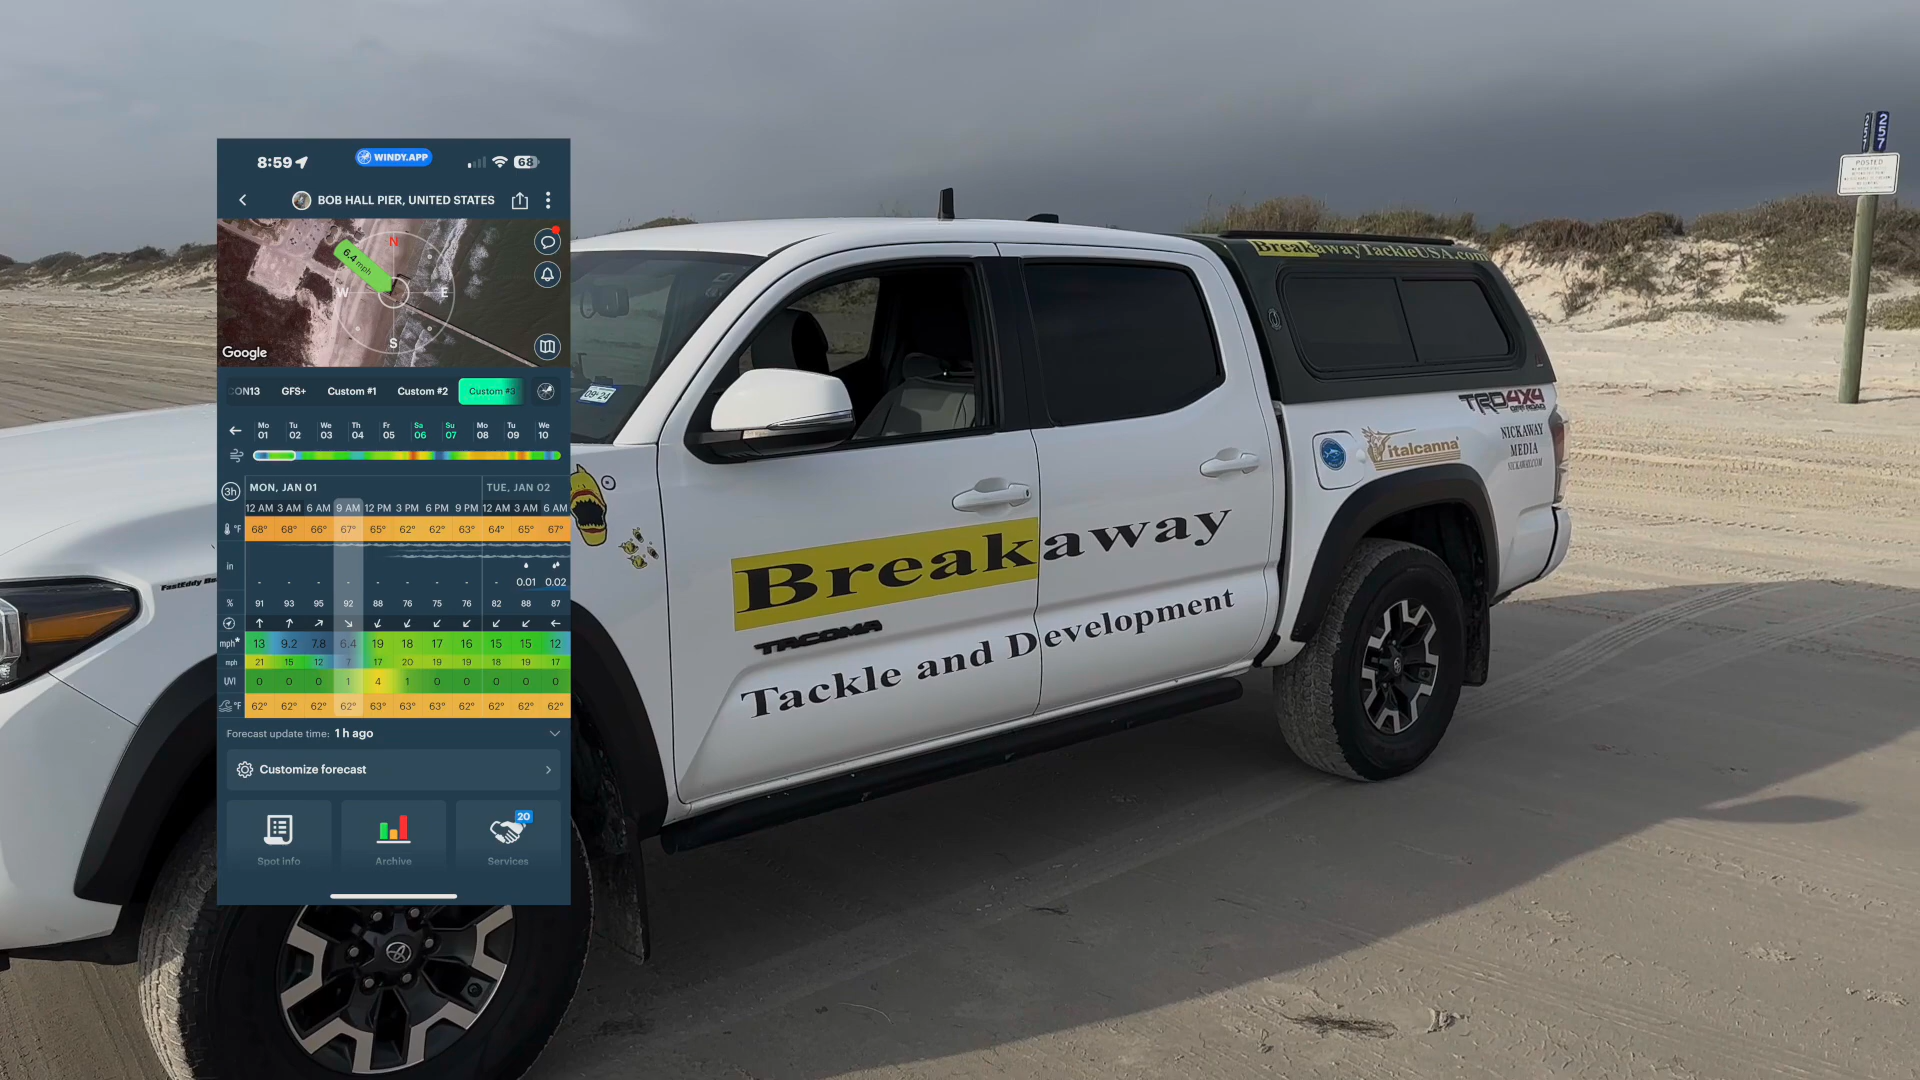 8:59
WINDY.APP
68
BOB HALL PIER, UNITED STATES
6.4 mph
N
W
E
S
Google
CON13 GFS+ Custom #1 Custom #2 Custom #3
Mo Tu We Th Fr Sa Su Mo Tu We
01 02 03 04 05 06 07 08 09 10
3h
MON, JAN 01 TUE, JAN 02
12 AM 3 AM 6 AM 9 AM 12 PM 3 PM 6 PM 9 PM 12 AM 3 AM 6 AM
°F 68° 68° 66° 67° 65° 62° 62° 63° 64° 65° 67°
in - - - - - - - - - 0.01 0.02
% 91 93 95 92 88 76 75 76 82 88 87
mph* 13 9.2 7.8 6.4 19 18 17 16 15 15 12
mph 21 15 12 7 17 20 19 19 18 19 17
UVI 0 0 0 1 4 1 0 0 0 0 0
°F 62° 62° 62° 62° 63° 63° 63° 62° 62° 62° 62°
Forecast update time: 1 h ago
Customize forecast
20
Spot info Archive Services
BreakawayTackleUSA.com
09 24
TRD 4X4
OFF ROAD
italcanna
NICKAWAY
MEDIA
NICKAWAY.COM
Breakaway
TACOMA
Tackle and Development
FastEddy
257
257
POSTED